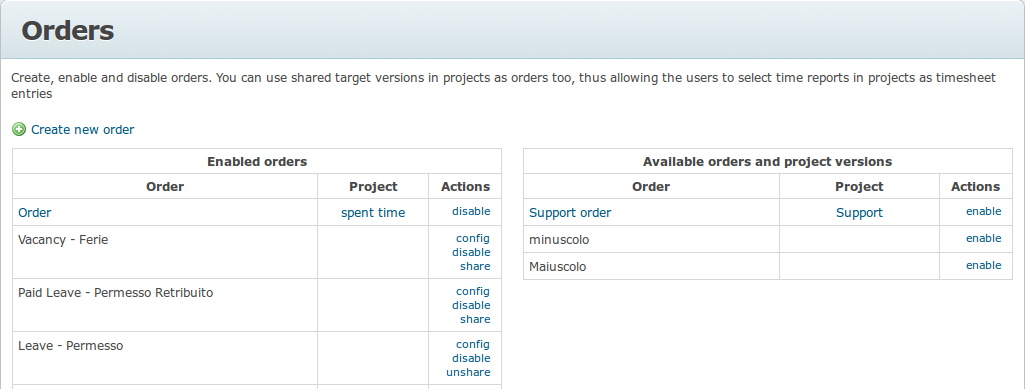 Orders
Create, enable and disable orders. You can use shared target versions in projects as orders too, thus allowing the users to select time reports in projects as timesheet
entries
Create new order
Enabled orders
Order Project Actions
Order spent time disable
Vacancy - Ferie config
disable
share
Paid Leave - Permesso Retribuito config
disable
share
Leave - Permesso config
disable
unshare
Available orders and project versions
Order Project Actions
Support order Support enable
minuscolo enable
Maiuscolo enable